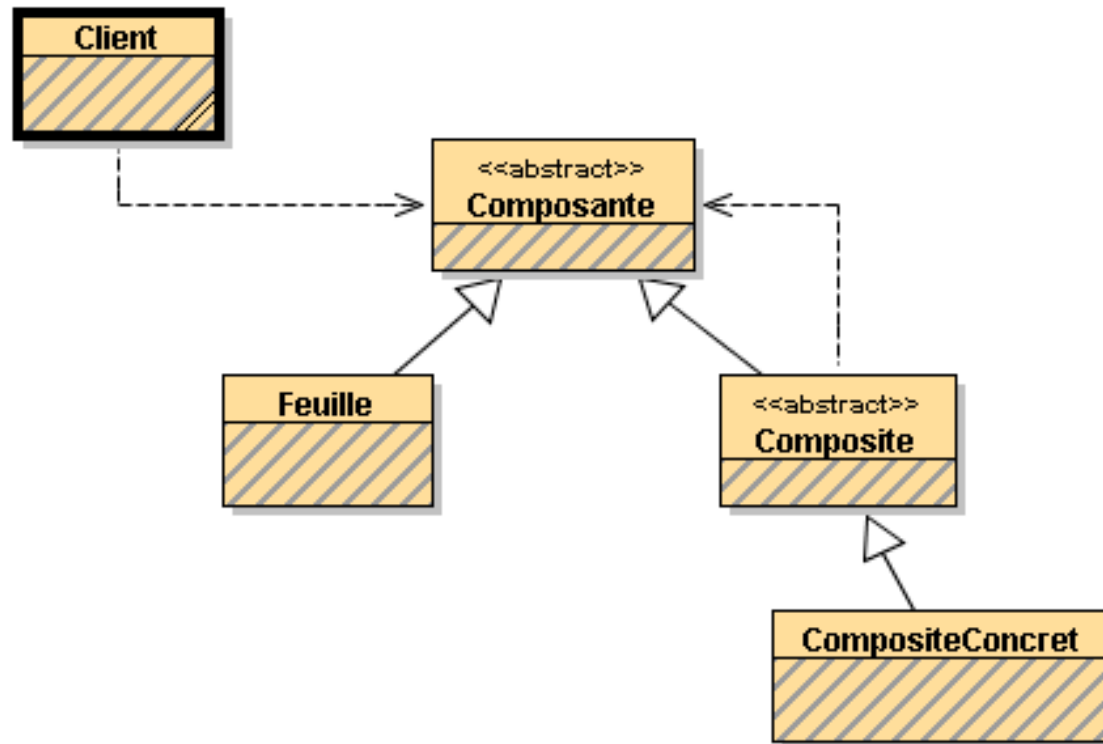 Client
<<abstract>>
Composante
Feuille
<<abstract>>
Composite
CompositeConcret